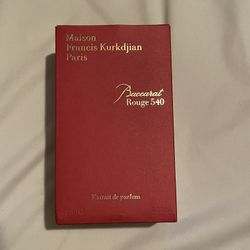 Maison
Francis Kurkdjian
Paris
Baccarat
Rouge 540
Extrait de parfum